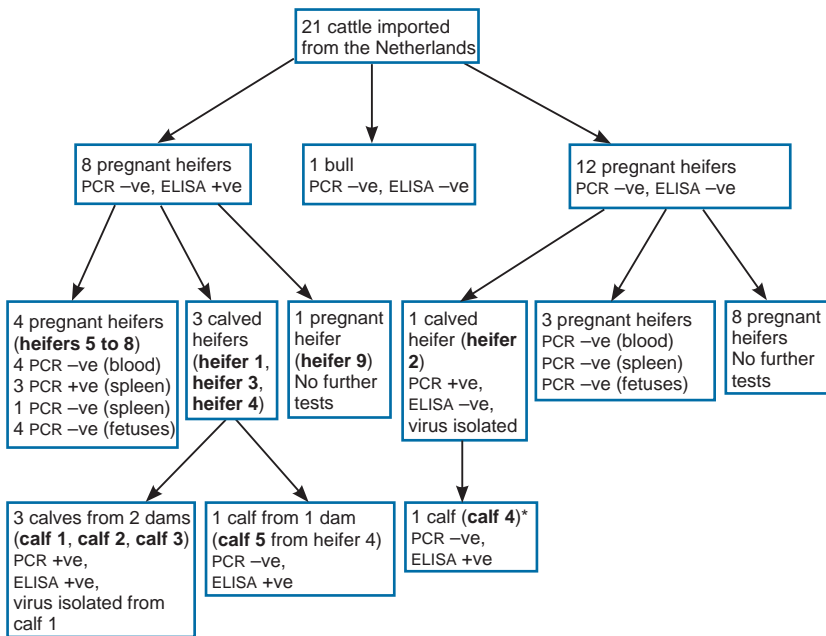 21 cattle imported
from the Netherlands
8 pregnant heifers
PCR –ve, ELISA +ve
1 bull
PCR –ve, ELISA –ve
12 pregnant heifers
PCR –ve, ELISA –ve
4 pregnant heifers
(heifers 5 to 8)
4 PCR –ve (blood)
3 PCR +ve (spleen)
1 PCR –ve (spleen)
4 PCR –ve (fetuses)
3 calved
heifers
(heifer 1,
heifer 3,
heifer 4)
1 pregnant
heifer
(heifer 9)
No further
tests
1 calved
heifer (heifer
2)
PCR +ve,
ELISA –ve,
virus isolated
3 pregnant heifers
PCR –ve (blood)
PCR –ve (spleen)
PCR –ve (fetuses)
8 pregnant
heifers
No further
tests
3 calves from 2 dams
(calf 1, calf 2, calf 3)
PCR +ve,
ELISA +ve,
virus isolated from
calf 1
1 calf from 1 dam
(calf 5 from heifer 4)
PCR –ve,
ELISA +ve
1 calf (calf 4)*
PCR –ve,
ELISA +ve